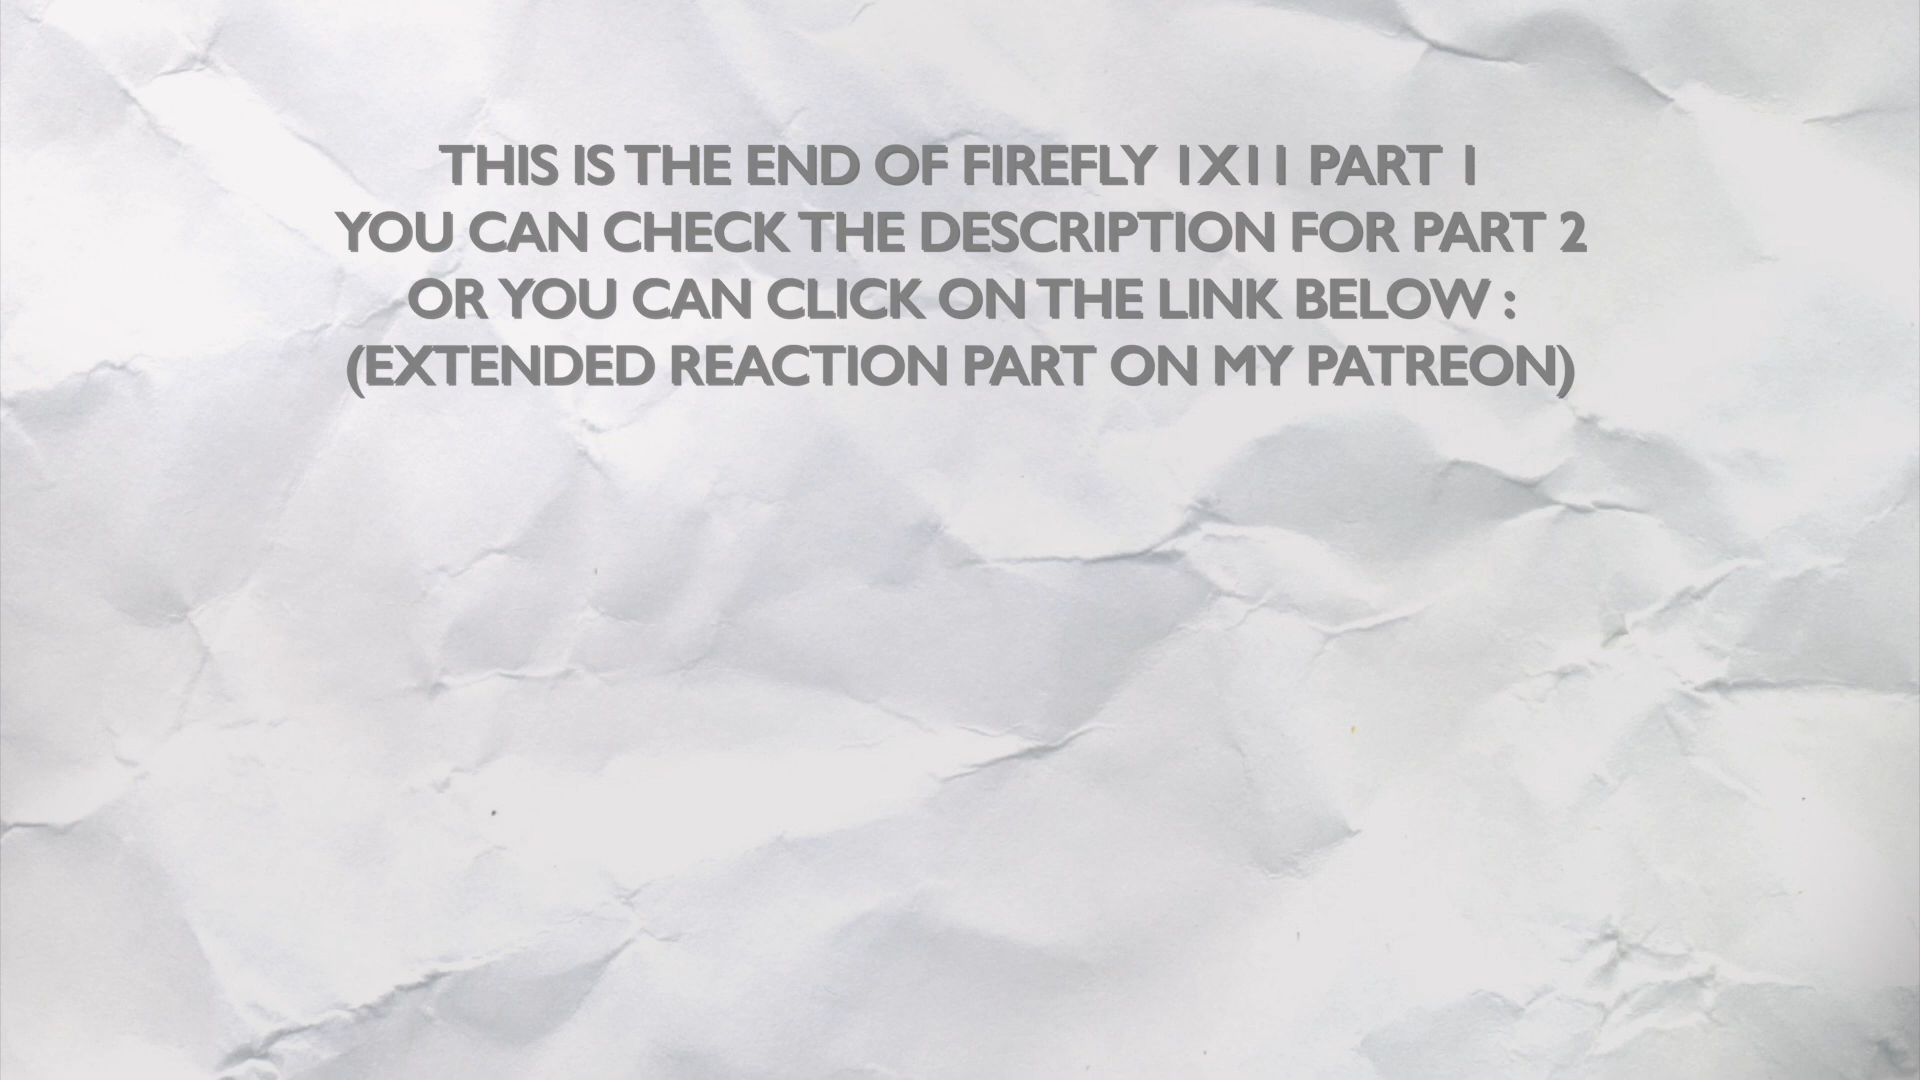 THIS IS THE END OF FIREFLY 1X11 PART 1
YOU CAN CHECK THE DESCRIPTION FOR PART 2
OR YOU CAN CLICK ON THE LINK BELOW :
(EXTENDED REACTION PART ON MY PATREON)